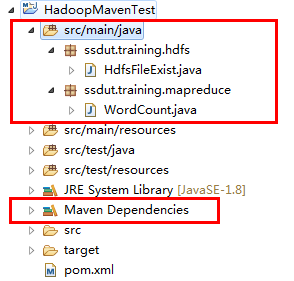 HadoopMavenTest
src/main/java
ssdut.training.hdfs
HdfsFileExist.java
ssdut.training.mapreduce
WordCount.java
src/main/resources
src/test/java
src/test/resources
JRE System Library [JavaSE-1.8]
Maven Dependencies
src
target
pom.xml